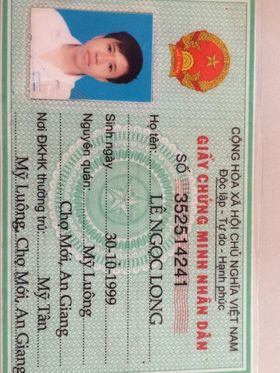 CỘNG HÒA XÃ HỘI CHỦ NGHĨA VIỆT NAM
Độc lập - Tự do - Hạnh phúc
GIẤY CHỨNG MINH NHÂN DÂN
SỐ 352514241
Họ tên: LÊ NGỌC LONG
Sinh ngày: 30-10-1999
Nguyên quán: Mỹ Luông
Chợ Mới, An Giang
Nơi ĐKHK thường trú: Mỹ Tân
Mỹ Luông, Chợ Mới, An Giang